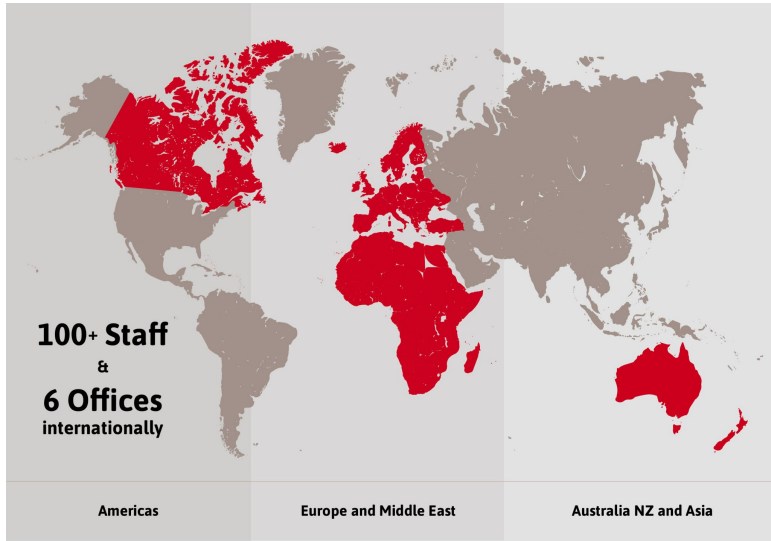 100+ Staff
&
6 Offices
internationally
Americas
Europe and Middle East
Australia NZ and Asia